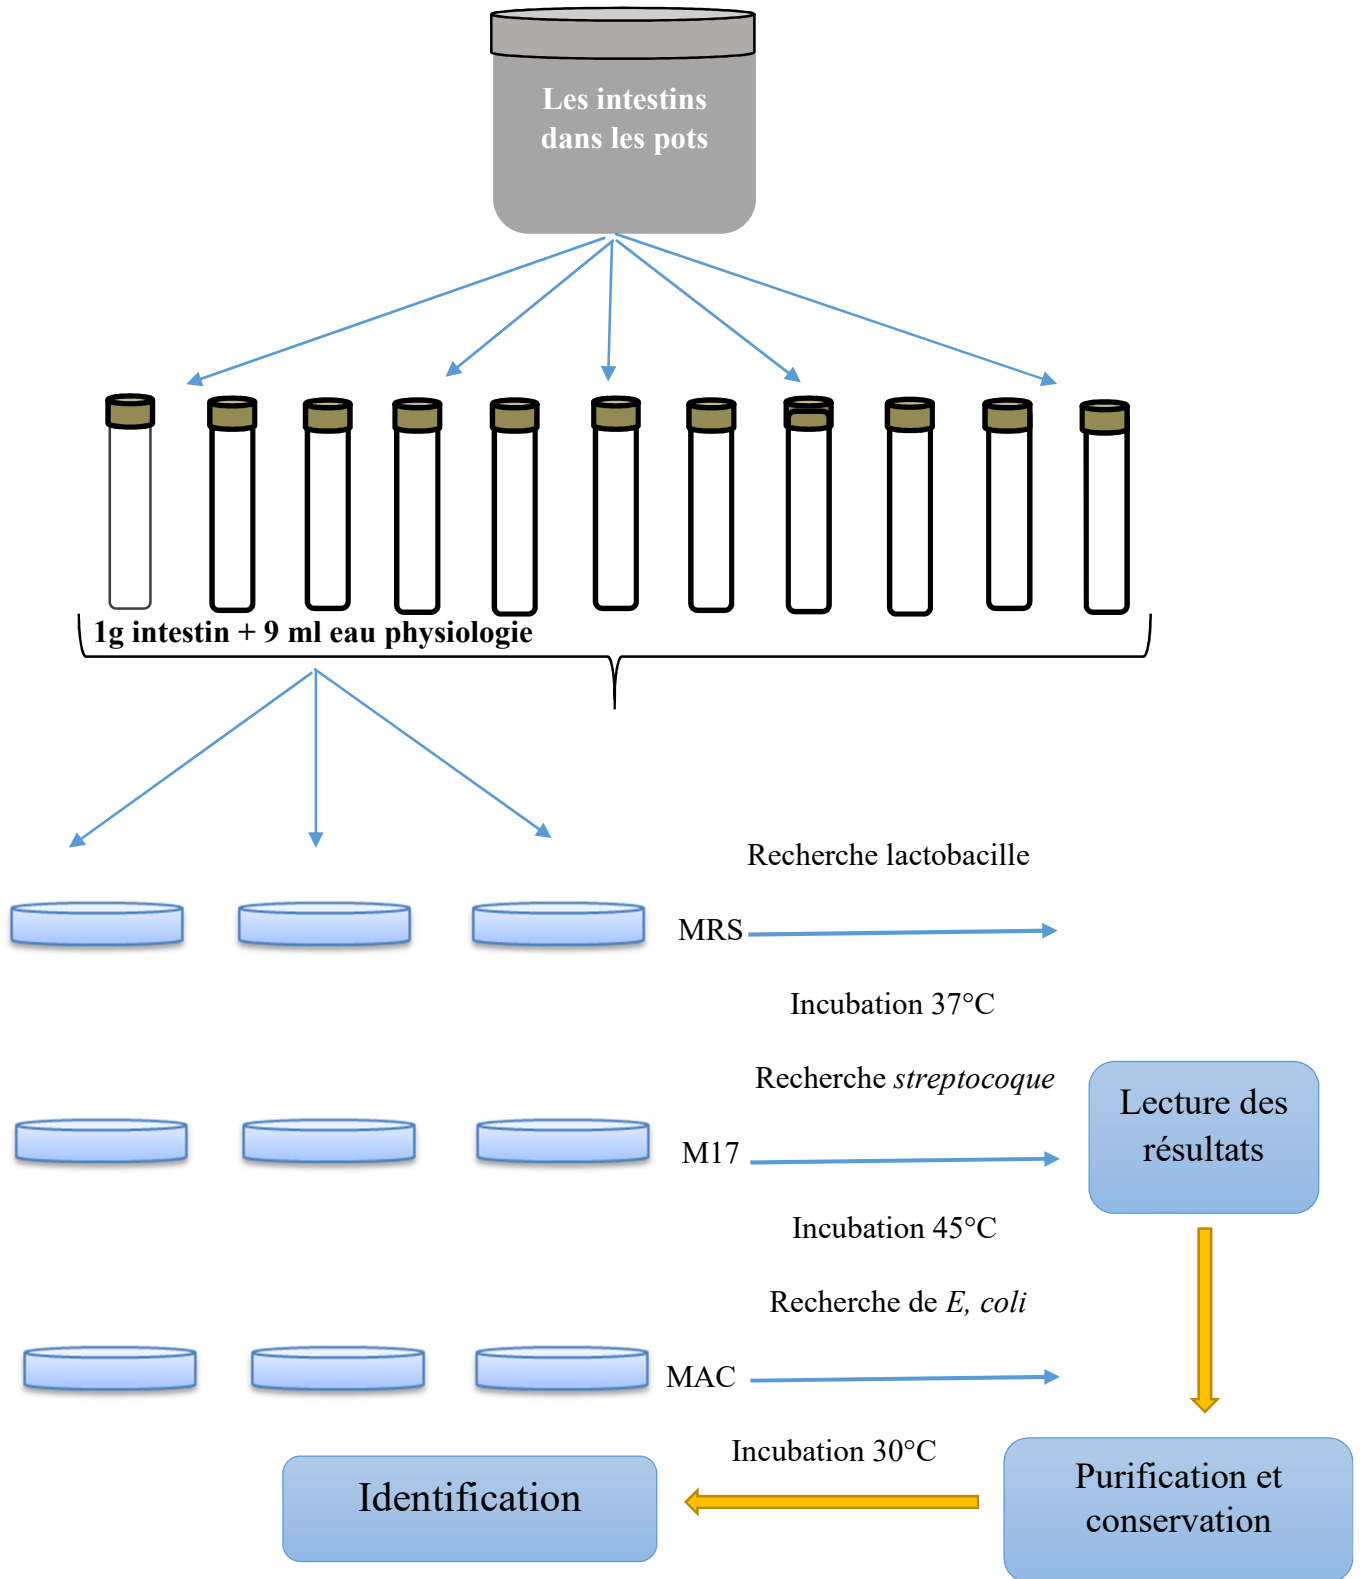 Les intestins
dans les pots
1g intestin + 9 ml eau physiologie
Recherche lactobacille
MRS
Incubation 37°C
Recherche streptocoque
M17
Incubation 45°C
Lecture des
résultats
Recherche de E, coli
MAC
Incubation 30°C
Purification et
conservation
Identification